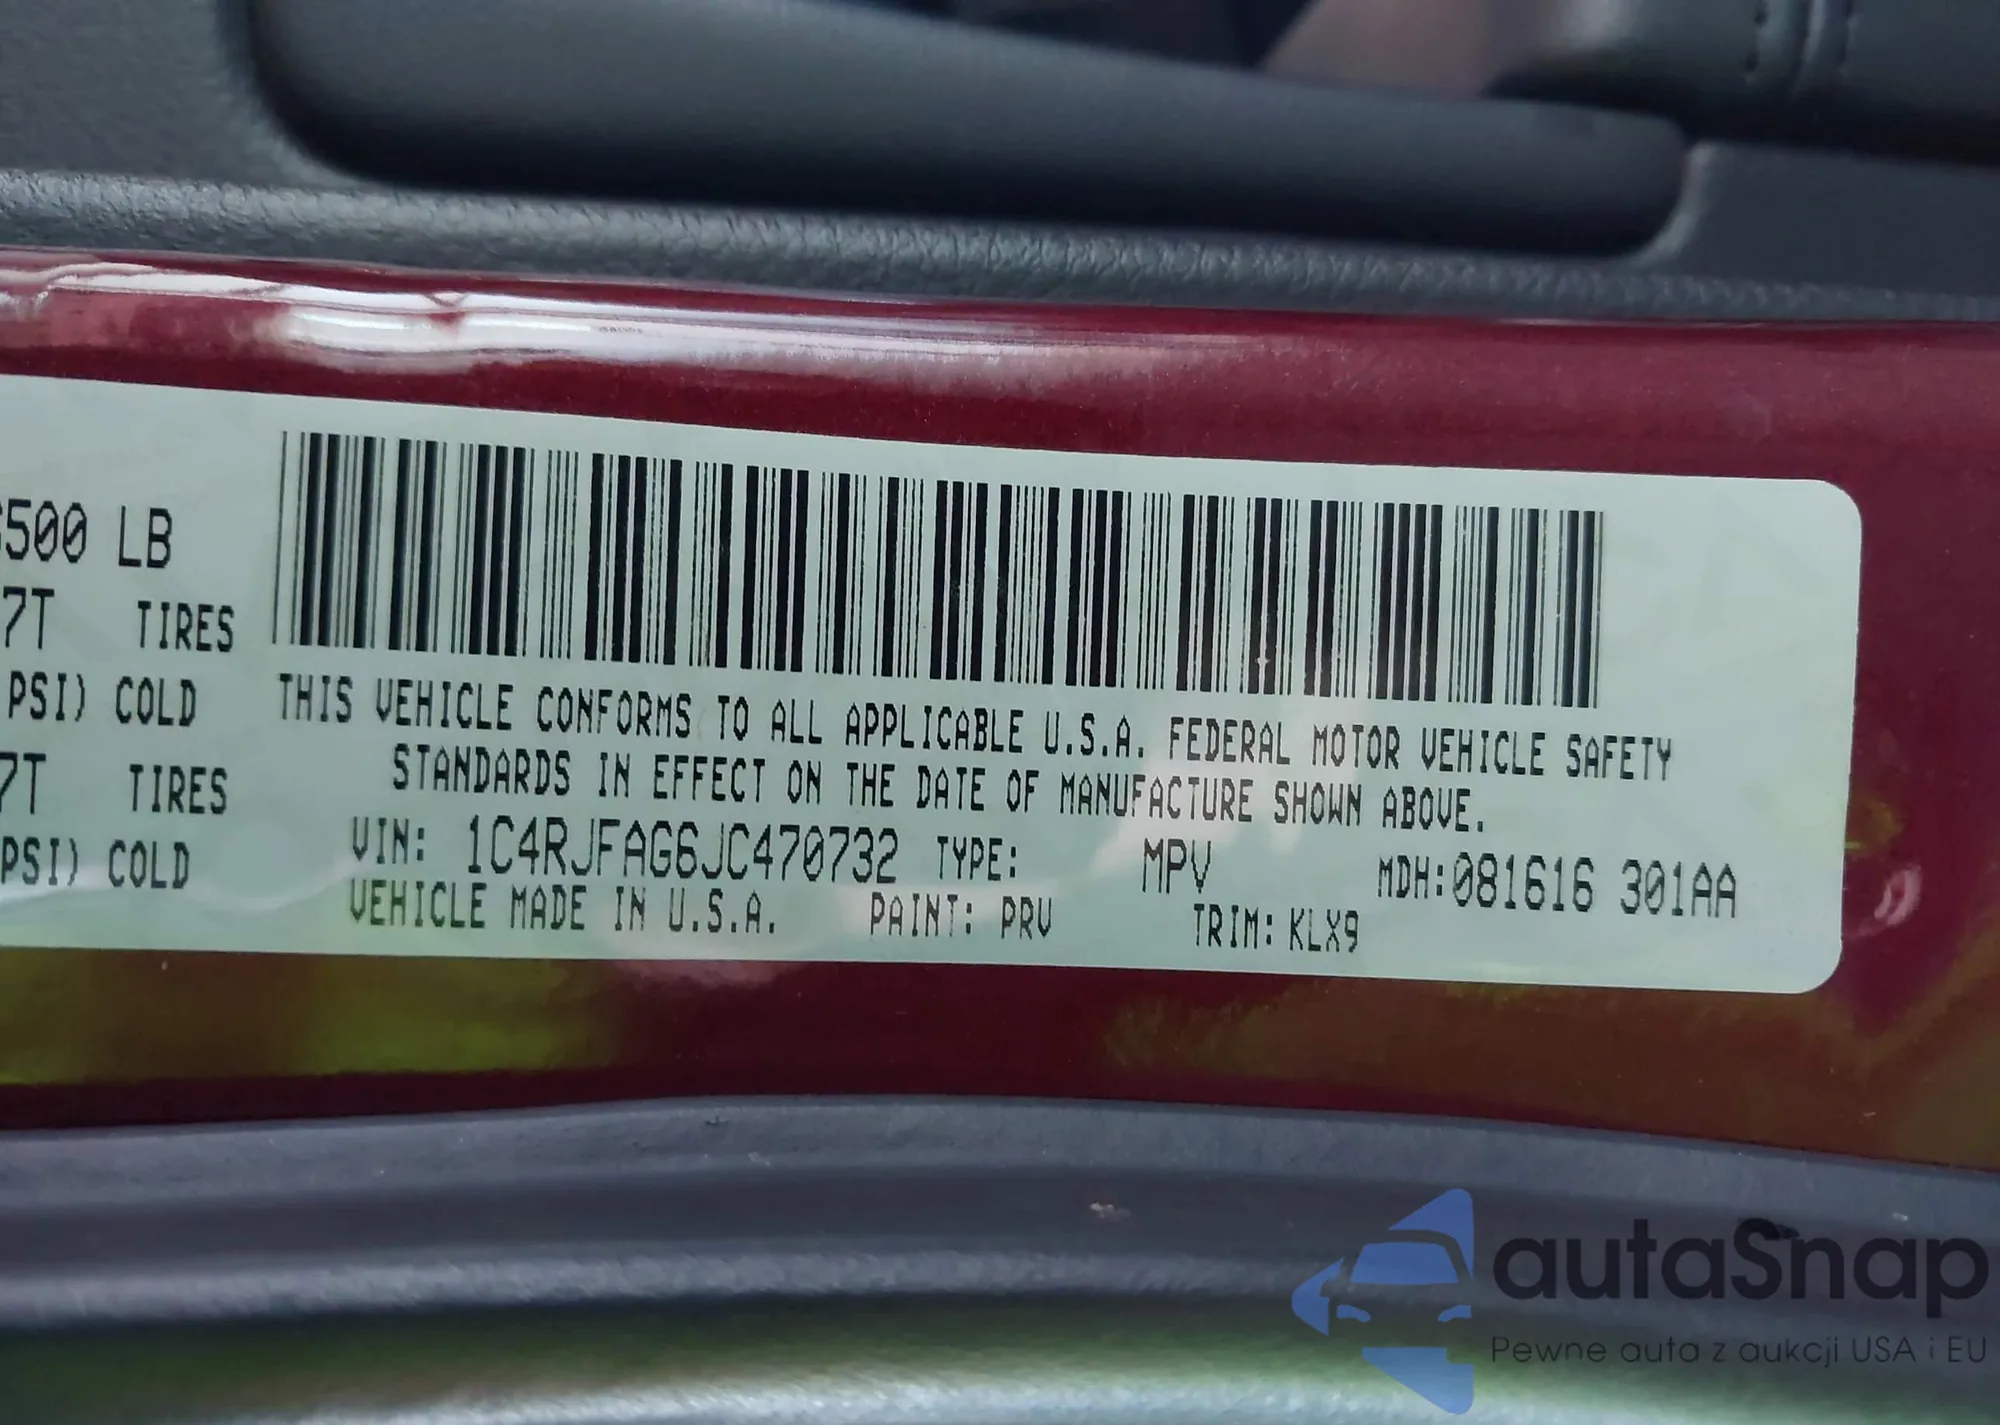 500 LB
7T TIRES
PSI) COLD
7T TIRES
PSI) COLD
THIS VEHICLE CONFORMS TO ALL APPLICABLE U.S.A. FEDERAL MOTOR VEHICLE SAFETY
STANDARDS IN EFFECT ON THE DATE OF MANUFACTURE SHOWN ABOVE.
VIN: 1C4RJFAG6JC470732 TYPE: MPV MDH:081616 301AA
VEHICLE MADE IN U.S.A. PAINT: PRV TRIM: KLX9
autaSnap
Pewne auta z aukcji USA i EU